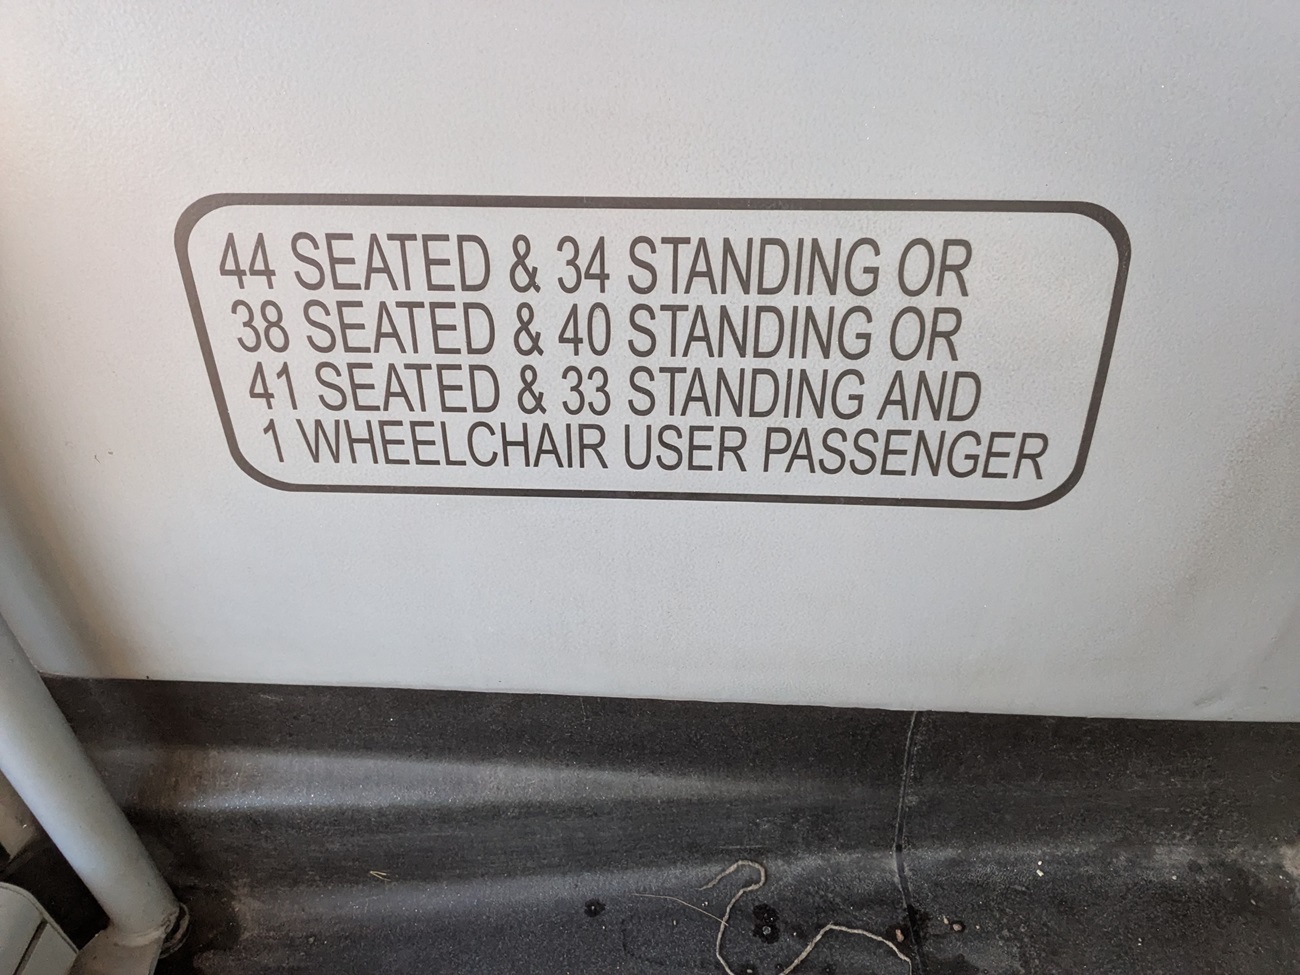 44 SEATED & 34 STANDING OR
38 SEATED & 40 STANDING OR
41 SEATED & 33 STANDING AND
1 WHEELCHAIR USER PASSENGER